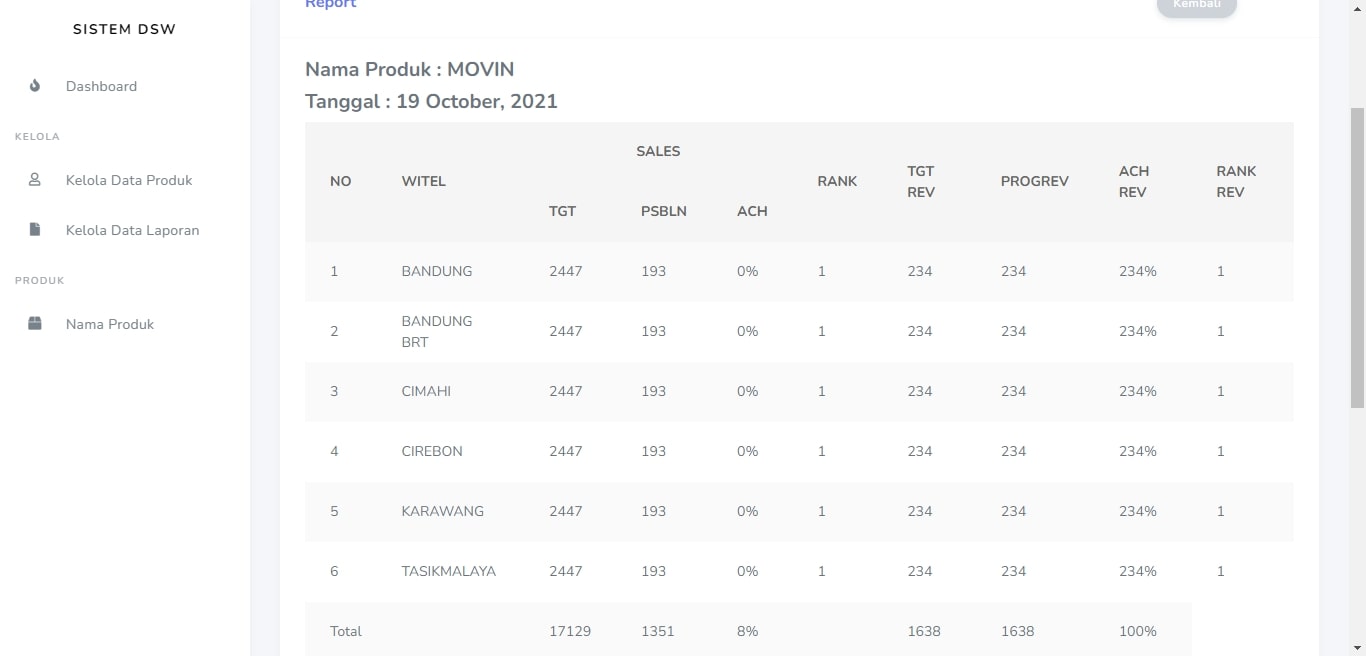 SISTEM DSW
Dashboard
KELOLA
Kelola Data Produk
Kelola Data Laporan
PRODUK
Nama Produk
Report
Kembali
Nama Produk : MOVIN
Tanggal : 19 October, 2021
NO WITEL SALES RANK TGT REV PROGREV ACH REV RANK REV
TGT PSBLN ACH
1 BANDUNG 2447 193 0% 1 234 234 234% 1
2 BANDUNG BRT 2447 193 0% 1 234 234 234% 1
3 CIMAHI 2447 193 0% 1 234 234 234% 1
4 CIREBON 2447 193 0% 1 234 234 234% 1
5 KARAWANG 2447 193 0% 1 234 234 234% 1
6 TASIKMALAYA 2447 193 0% 1 234 234 234% 1
Total 17129 1351 8% 1638 1638 100%